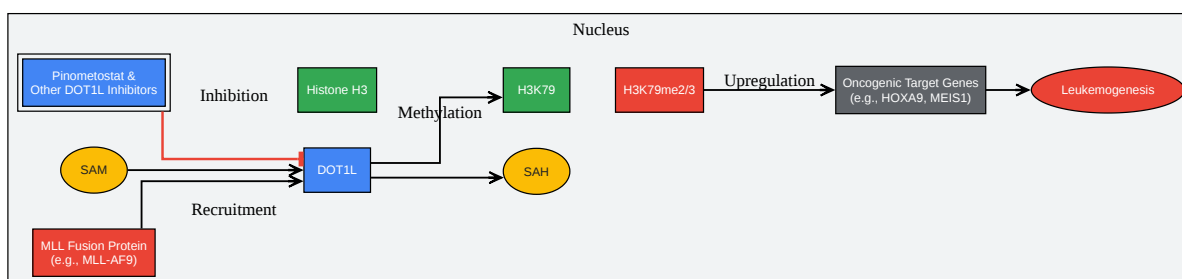 Nucleus
Pinometostat &
Other DOT1L Inhibitors
Inhibition
Histone H3
Methylation
H3K79
H3K79me2/3
Upregulation
Oncogenic Target Genes
(e.g., HOXA9, MEIS1)
Leukemogenesis
SAM
DOT1L
SAH
Recruitment
MLL Fusion Protein
(e.g., MLL-AF9)